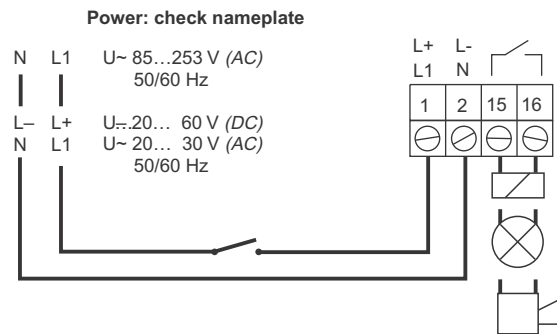 Power: check nameplate
N L1 U~ 85...253 V (AC)
50/60 Hz
L– L+ U⎓20... 60 V (DC)
N L1 U~ 20... 30 V (AC)
50/60 Hz
L+ L-
L1 N
1 2 15 16